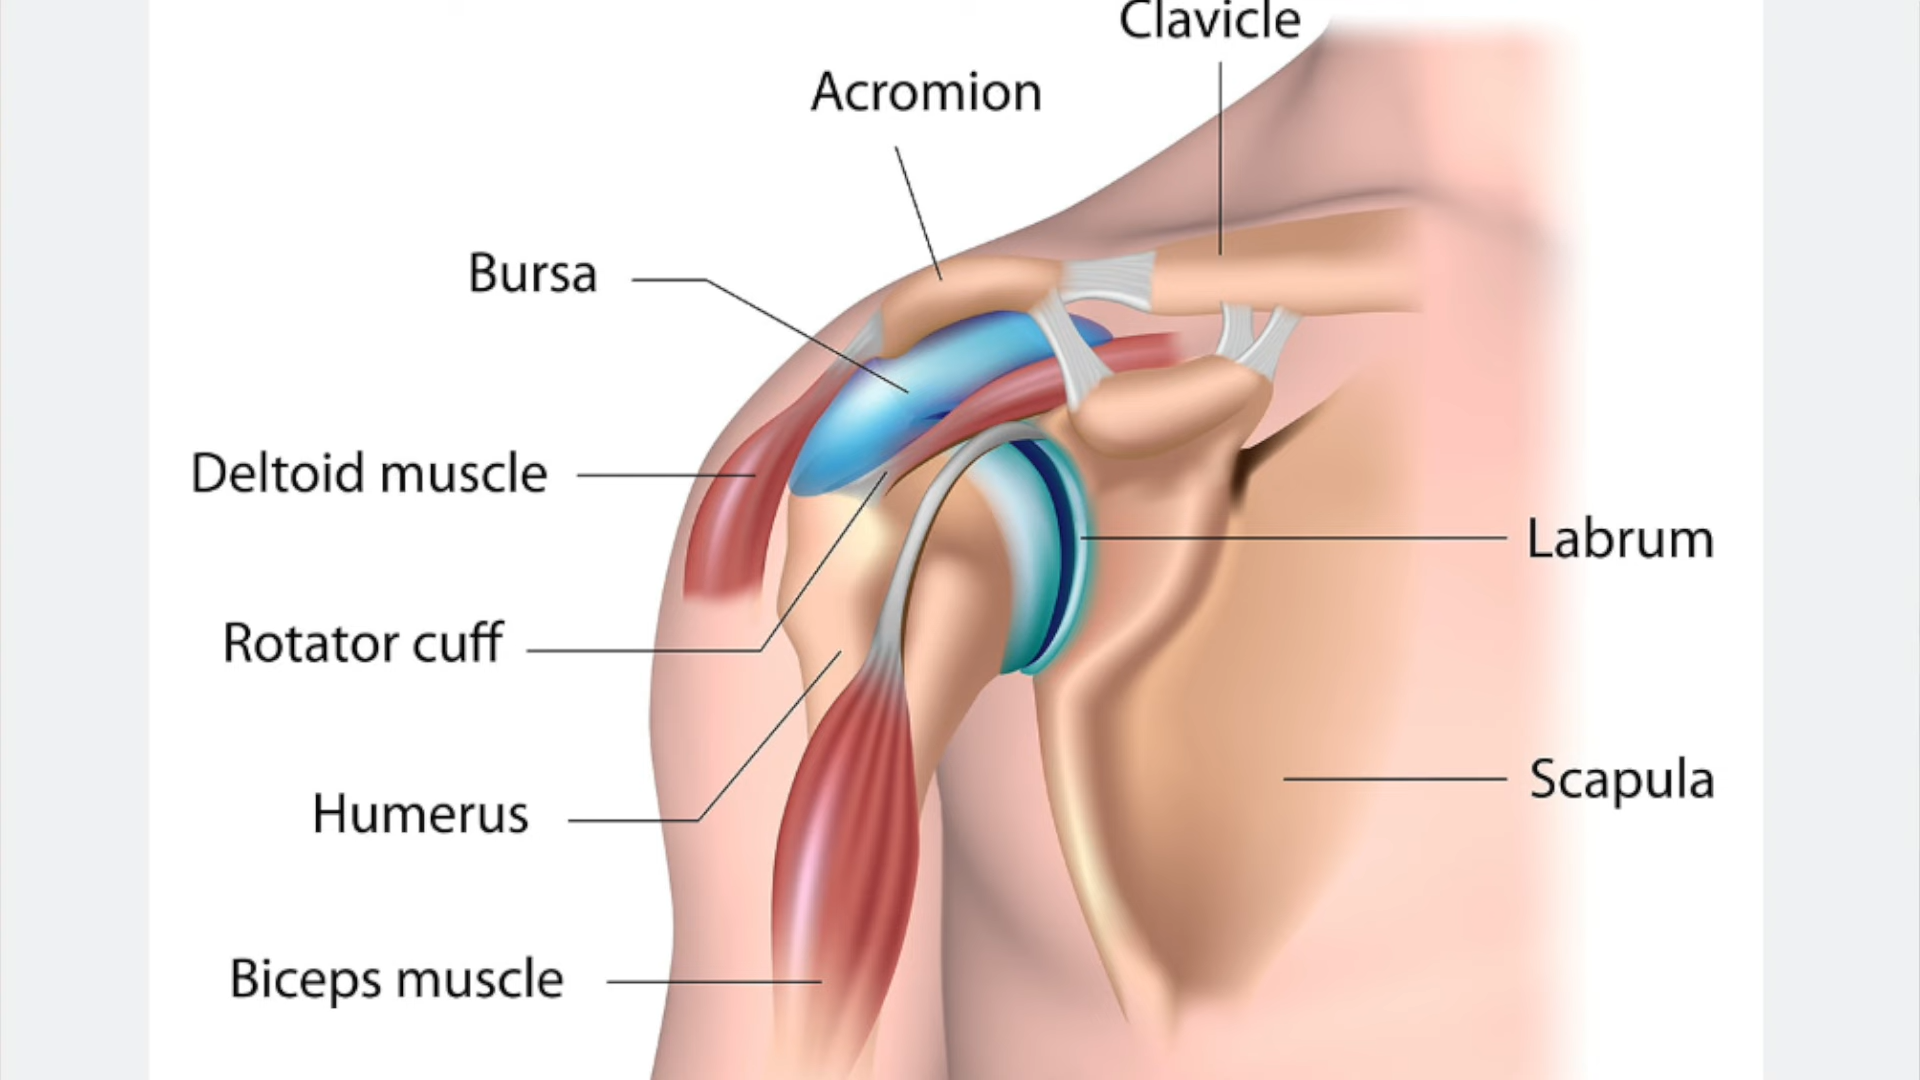 Clavicle
Acromion
Bursa
Deltoid muscle
Labrum
Rotator cuff
Scapula
Humerus
Biceps muscle